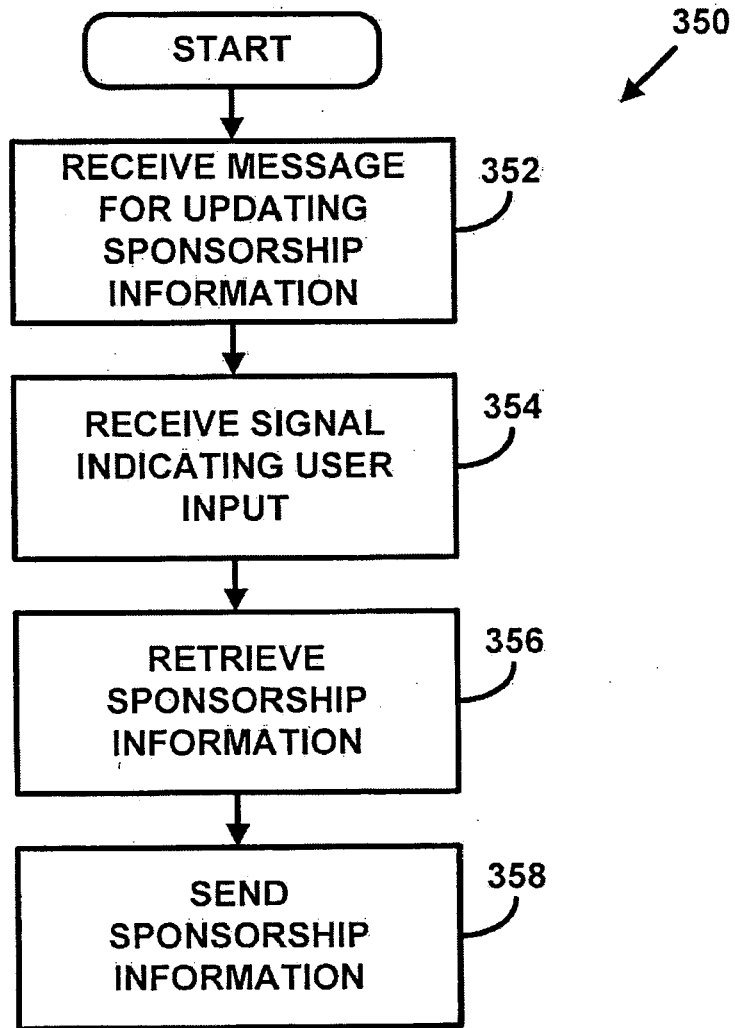 START
350
RECEIVE MESSAGE
FOR UPDATING
SPONSORSHIP
INFORMATION
352
RECEIVE SIGNAL
INDICATING USER
INPUT
354
RETRIEVE
SPONSORSHIP
INFORMATION
356
SEND
SPONSORSHIP
INFORMATION
358